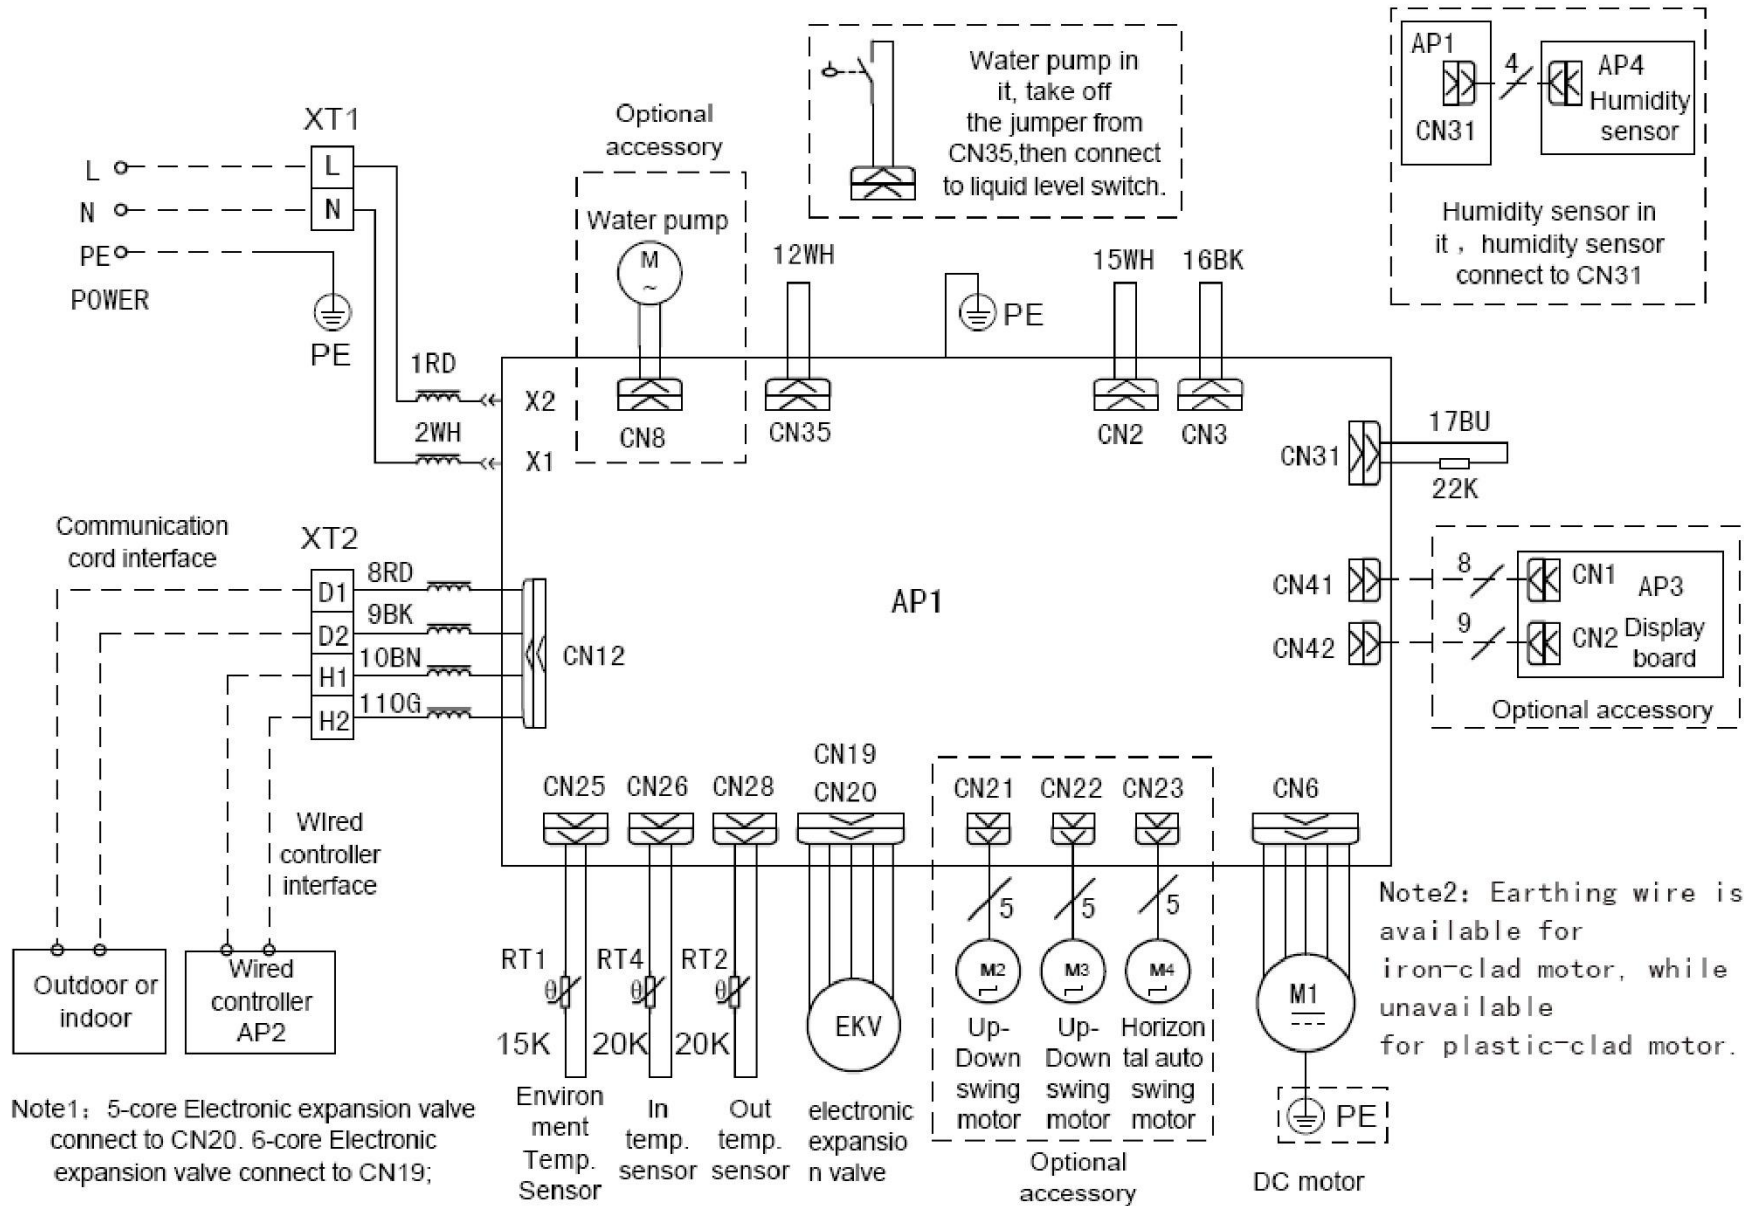 Water pump in
it, take off
the jumper from
CN35,then connect
to liquid level switch.
AP1
4
AP4
Humidity
sensor
CN31
Humidity sensor in
it , humidity sensor
connect to CN31
XT1
L
N
L
N
PE
POWER
PE
Optional
accessory
Water pump
M
~
CN8
12WH
CN35
PE
15WH
CN2
16BK
CN3
1RD
X2
2WH
X1
CN31
17BU
22K
Communication
cord interface
XT2
D1
D2
H1
H2
8RD
9BK
10BN
11OG
CN12
AP1
CN41
8
CN1
AP3
CN42
9
CN2
Display
board
Optional accessory
WIred
controller
interface
Outdoor or
indoor
Wired
controller
AP2
CN25
CN26
CN28
CN19
CN20
CN21
CN22
CN23
CN6
RT1
θ
15K
RT4
θ
20K
RT2
θ
20K
EKV
5
5
5
M2
M3
M4
M1
Environ
ment
Temp.
Sensor
In
temp.
sensor
Out
temp.
sensor
electronic
expansio
n valve
Up-
Down
swing
motor
Up-
Down
swing
motor
Horizon
tal auto
swing
motor
Optional
accessory
PE
DC motor
Note2: Earthing wire is
available for
iron-clad motor, while
unavailable
for plastic-clad motor.
Note1: 5-core Electronic expansion valve
connect to CN20. 6-core Electronic
expansion valve connect to CN19;